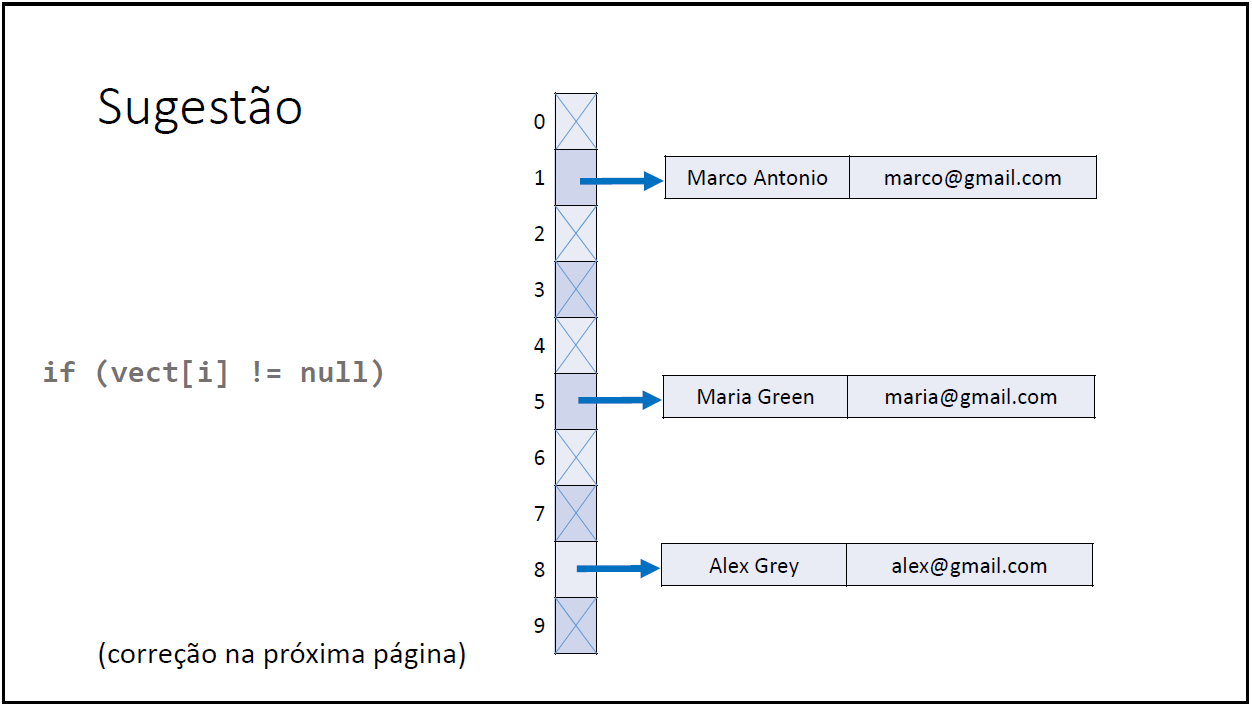 Sugestão
0
1
Marco Antonio
marco@gmail.com
2
3
4
if (vect[i] != null)
5
Maria Green
maria@gmail.com
6
7
8
Alex Grey
alex@gmail.com
9
(correção na próxima página)